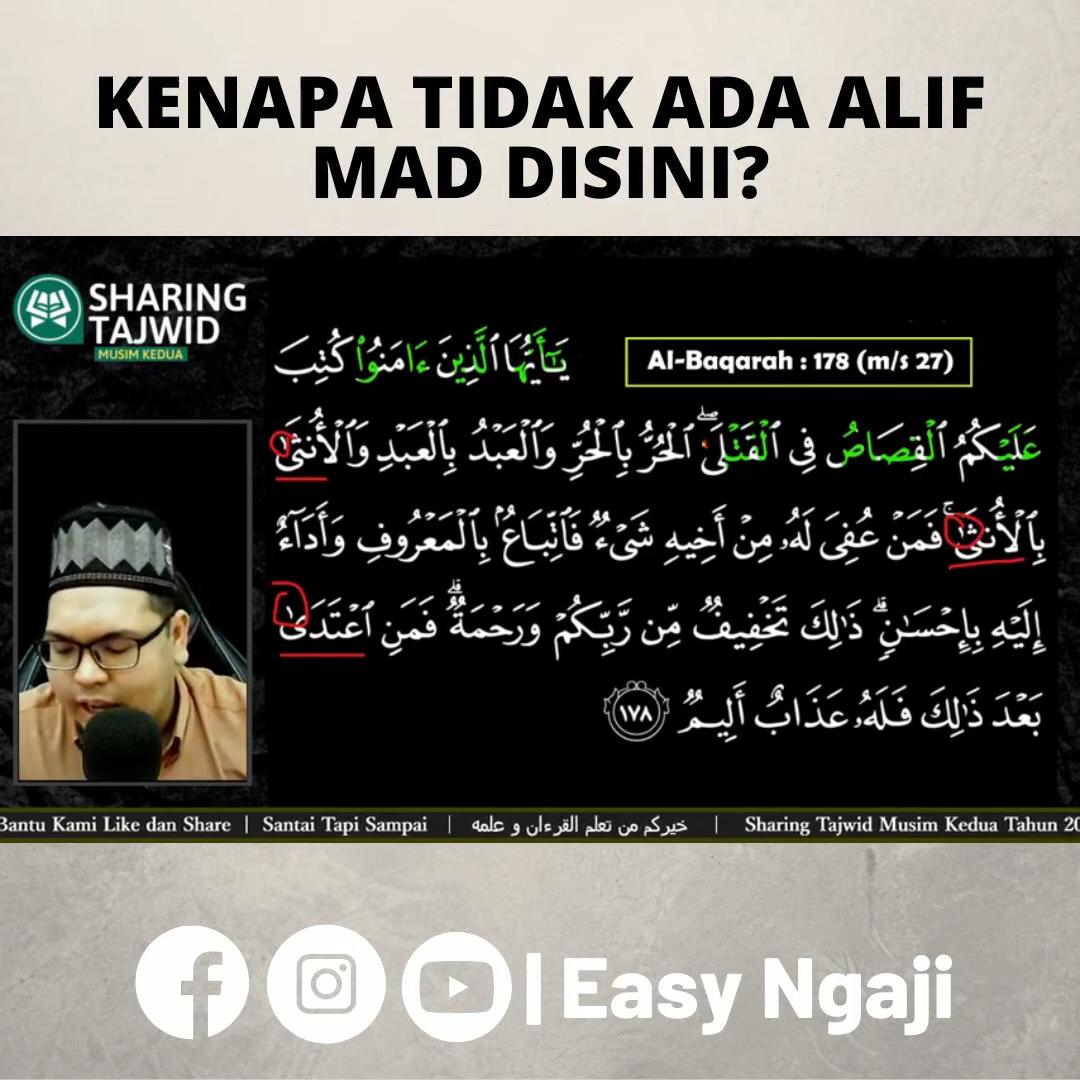 KENAPA TIDAK ADA ALIF
MAD DISINI?
SHARING
TAJWID
MUSIM KEDUA
يَـٰٓأَيُّهَا ٱلَّذِينَ ءَامَنُوا۟ كُتِبَ
Al-Baqarah : 178 (m/s 27)
عَلَيْكُمُ ٱلْقِصَاصُ فِى ٱلْقَتْلَى ۖ ٱلْحُرُّ بِٱلْحُرِّ وَٱلْعَبْدُ بِٱلْعَبْدِ وَٱلْأُنثَىٰ
بِٱلْأُنثَىٰ ۚ فَمَنْ عُفِىَ لَهُۥ مِنْ أَخِيهِ شَىْءٌ فَٱتِّبَاعٌۢ بِٱلْمَعْرُوفِ وَأَدَآءٌ
إِلَيْهِ بِإِحْسَـٰنٍ ۗ ذَٰلِكَ تَخْفِيفٌ مِّن رَّبِّكُمْ وَرَحْمَةٌ ۗ فَمَنِ ٱعْتَدَىٰ
بَعْدَ ذَٰلِكَ فَلَهُۥ عَذَابٌ أَلِيمٌ ١٧٨
Bantu Kami Like dan Share | Santai Tapi Sampai | خيركم من تعلم القرءان و علمه | Sharing Tajwid Musim Kedua Tahun 20
| Easy Ngaji